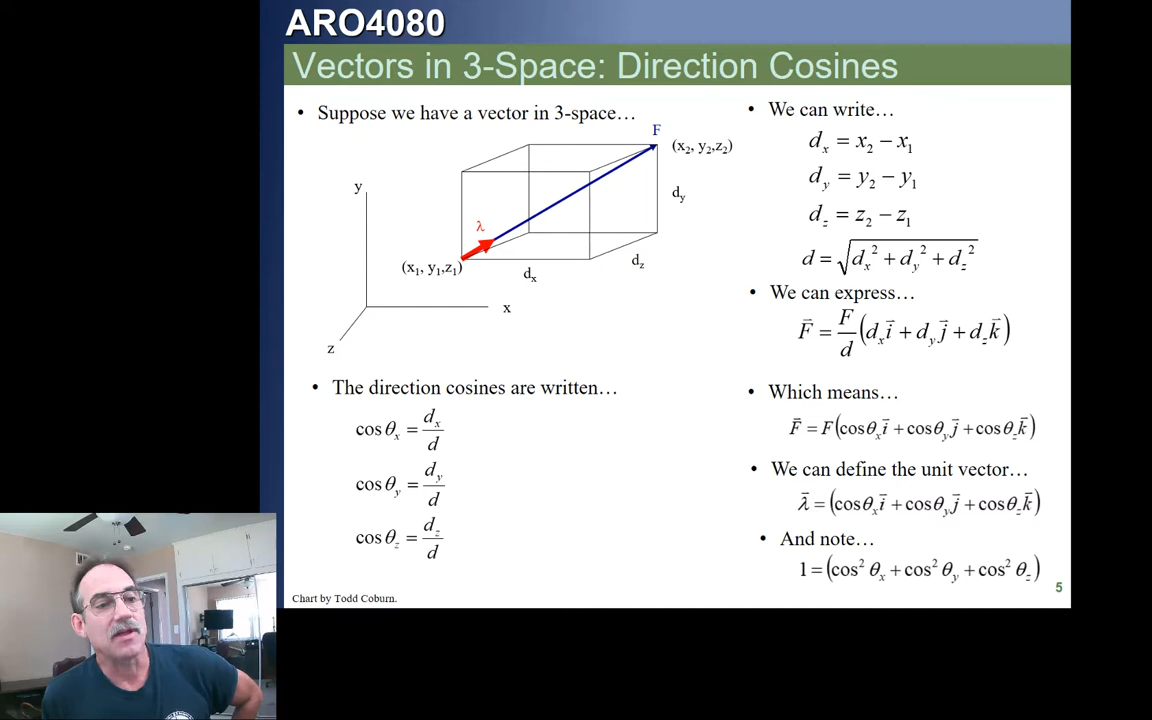 ARO4080
Vectors in 3-Space: Direction Cosines
• Suppose we have a vector in 3-space…
F
(x₂, y₂,z₂)
y
d_y
λ
(x₁, y₁,z₁)
d_x
d_z
x
z
• The direction cosines are written…
cos θ_x = d_x / d
cos θ_y = d_y / d
cos θ_z = d_z / d
Chart by Todd Coburn.
• We can write…
d_x = x₂ − x₁
d_y = y₂ − y₁
d_z = z₂ − z₁
d = √(d_x² + d_y² + d_z²)
• We can express…
F⃗ = F / d (d_x i⃗ + d_y j⃗ + d_z k⃗)
• Which means…
F⃗ = F(cos θ_x i⃗ + cos θ_y j⃗ + cos θ_z k⃗)
• We can define the unit vector…
λ⃗ = (cos θ_x i⃗ + cos θ_y j⃗ + cos θ_z k⃗)
• And note…
1 = (cos² θ_x + cos² θ_y + cos² θ_z)
5